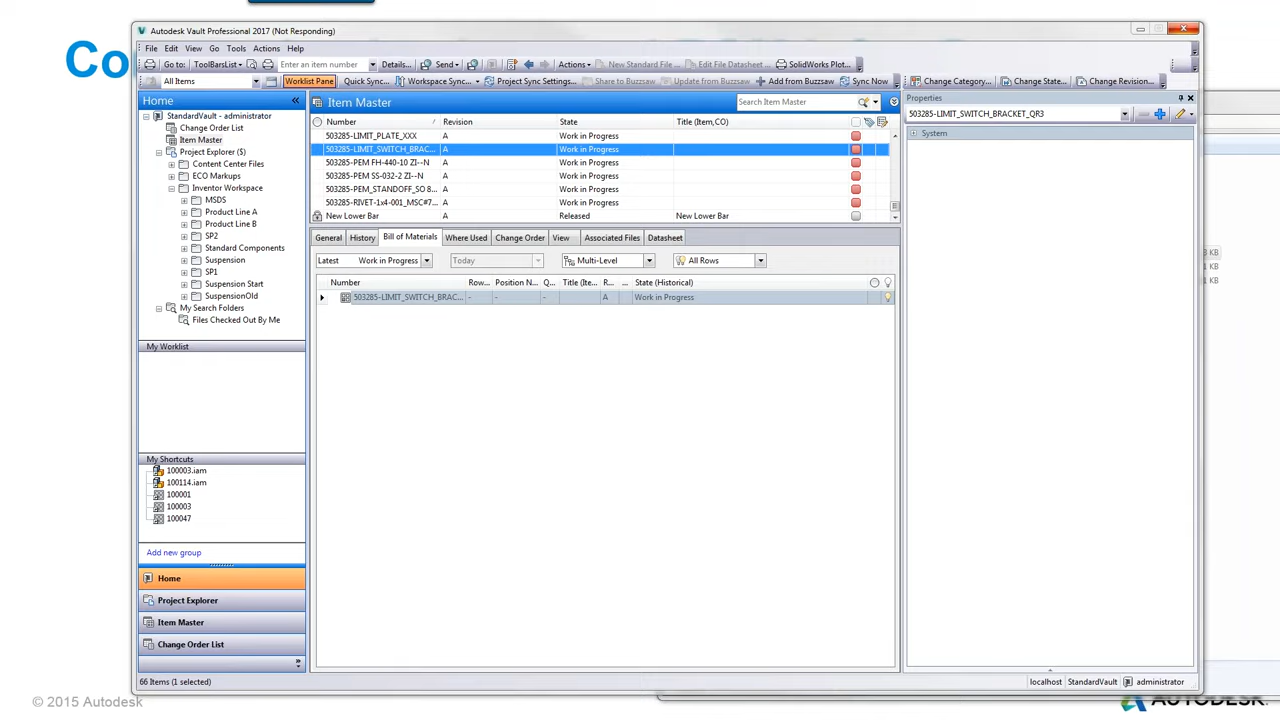 Co
Autodesk Vault Professional 2017 (Not Responding)
File Edit View Go Tools Actions Help
Go to: ToolBarsList Enter an item number Details... Send Actions New Standard File... Edit File Datasheet... SolidWorks Plot...
All Items Worklist Pane Quick Sync... Workspace Sync... Project Sync Settings... Share to Buzzsaw Update from Buzzsaw Add from Buzzsaw Sync Now Change Category... Change State... Change Revision...
Home
StandardVault - administrator
Change Order List
Item Master
Project Explorer ($)
Content Center Files
ECO Markups
Inventor Workspace
MSDS
Product Line A
Product Line B
SP2
Standard Components
Suspension
SP1
Suspension Start
SuspensionOld
My Search Folders
Files Checked Out By Me
My Worklist
My Shortcuts
100003.iam
100114.iam
100001
100003
100047
Add new group
Home
Project Explorer
Item Master
Change Order List
Item Master Search Item Master
Number Revision State Title (Item,CO)
503285-LIMIT_PLATE_XXX A Work in Progress
503285-LIMIT_SWITCH_BRAC... A Work in Progress
503285-PEM FH-440-10 ZI--N A Work in Progress
503285-PEM SS-032-2 ZI--N A Work in Progress
503285-PEM_STANDOFF_SO 8... A Work in Progress
503285-RIVET-1x4-001_MSC#7... A Work in Progress
New Lower Bar A Released New Lower Bar
General History Bill of Materials Where Used Change Order View Associated Files Datasheet
Latest Work in Progress Today Multi-Level All Rows
Number Row... Position N... Q... Title (Ite... R... ... State (Historical)
503285-LIMIT_SWITCH_BRAC... - - - A Work in Progress
Properties
503285-LIMIT_SWITCH_BRACKET_QR3
System
KB
1 KB
1 KB
66 Items (1 selected) localhost StandardVault administrator
© 2015 Autodesk
AUTODESK.